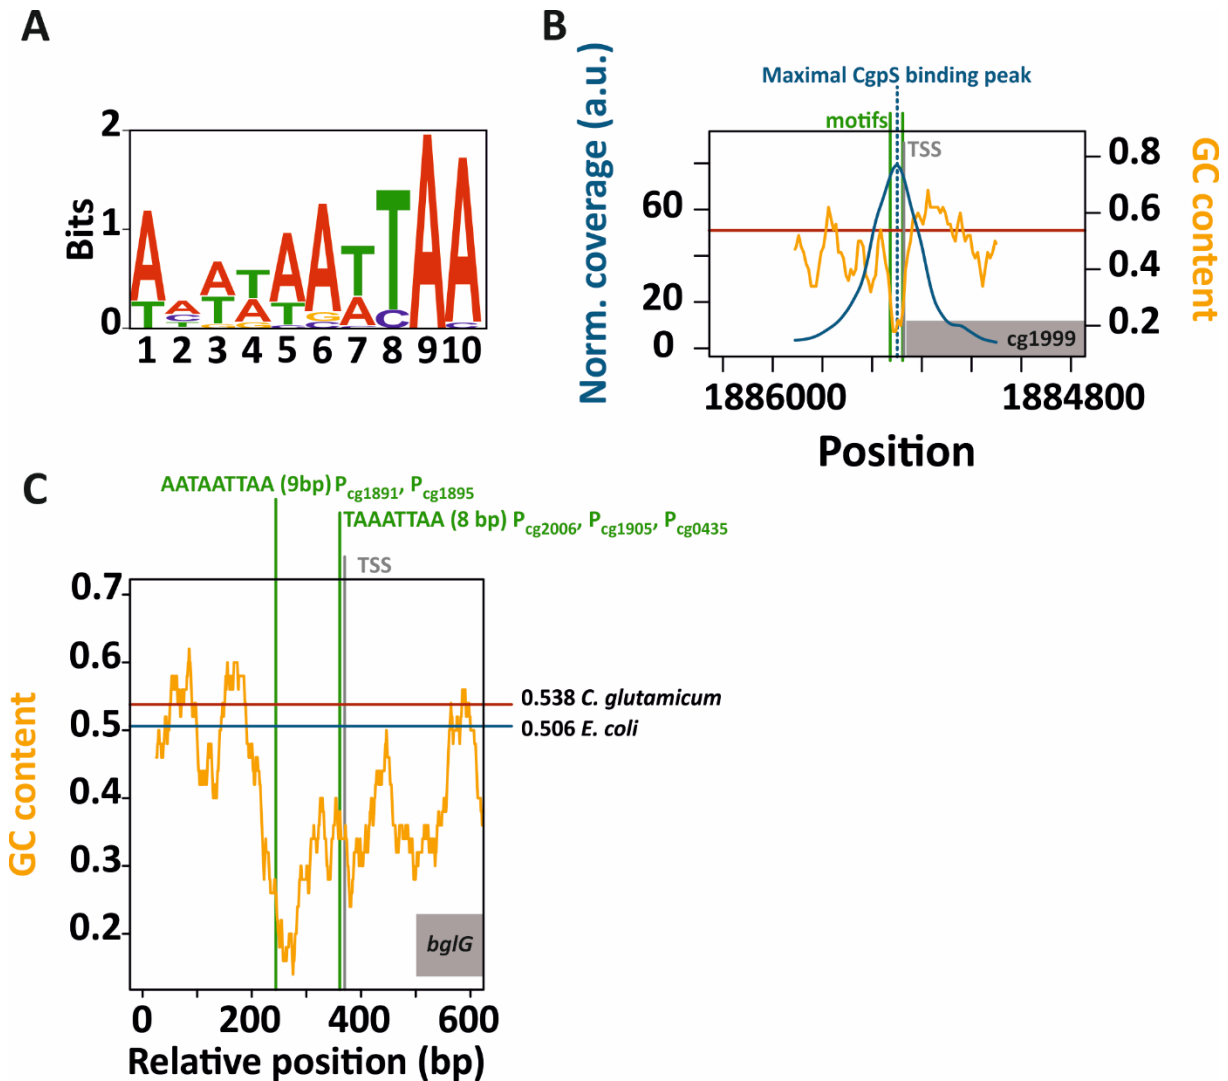 A
2
1
0
Bits
1 2 3 4 5 6 7 8 9 10
B
Norm. coverage (a.u.)
Maximal CgpS binding peak
motifs
TSS
60
20
0
0.8
0.6
0.4
0.2
GC content
cg1999
1886000 1884800
Position
C
AATAATTAA (9bp) Pcg1891, Pcg1895
TAAATTAA (8 bp) Pcg2006, Pcg1905, Pcg0435
TSS
0.7
0.6
0.5
0.4
0.3
0.2
GC content
0.538 C. glutamicum
0.506 E. coli
bglG
0 200 400 600
Relative position (bp)